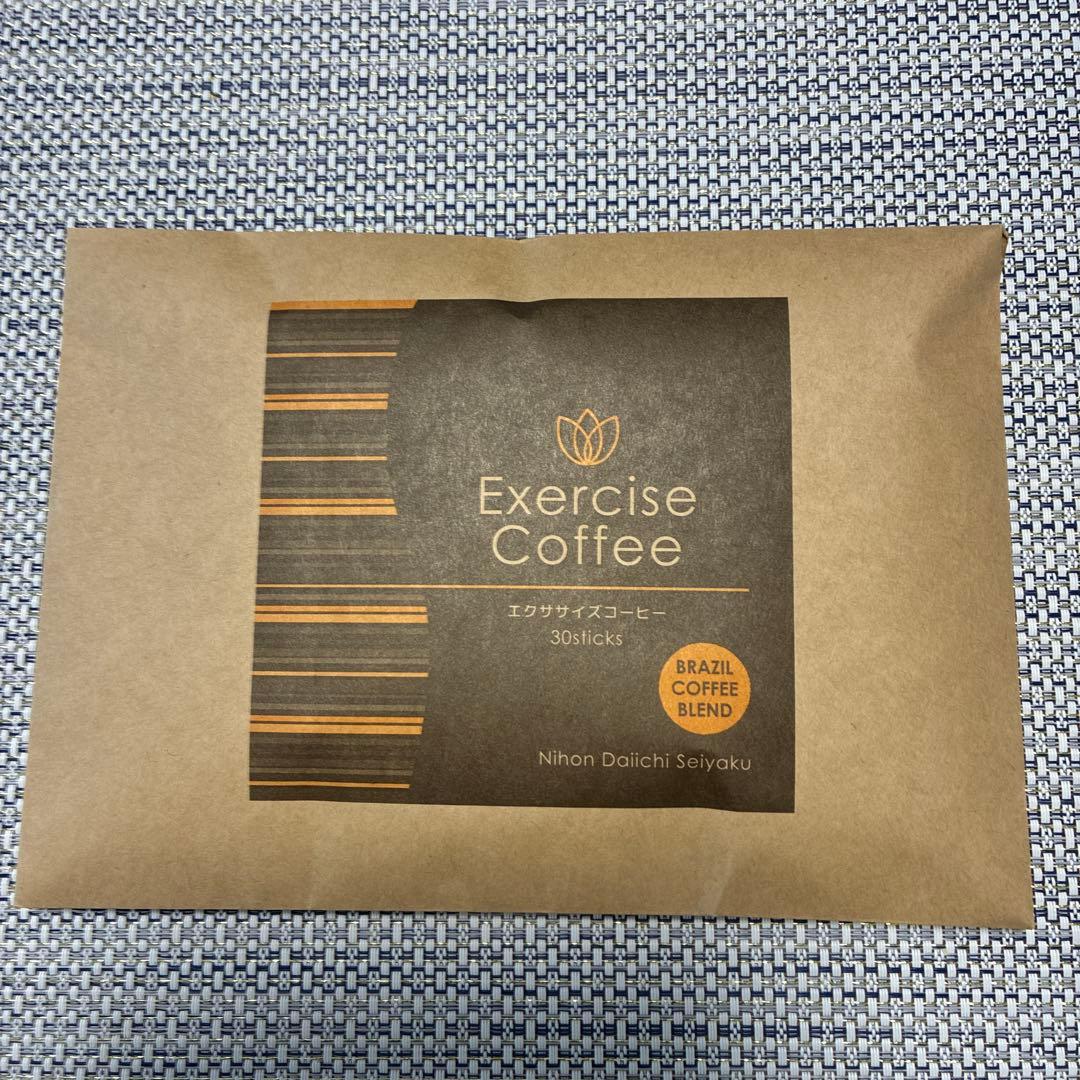 Exercise
Coffee
エクササイズコーヒー
30sticks
BRAZIL
COFFEE
BLEND
Nihon Daiichi Seiyaku